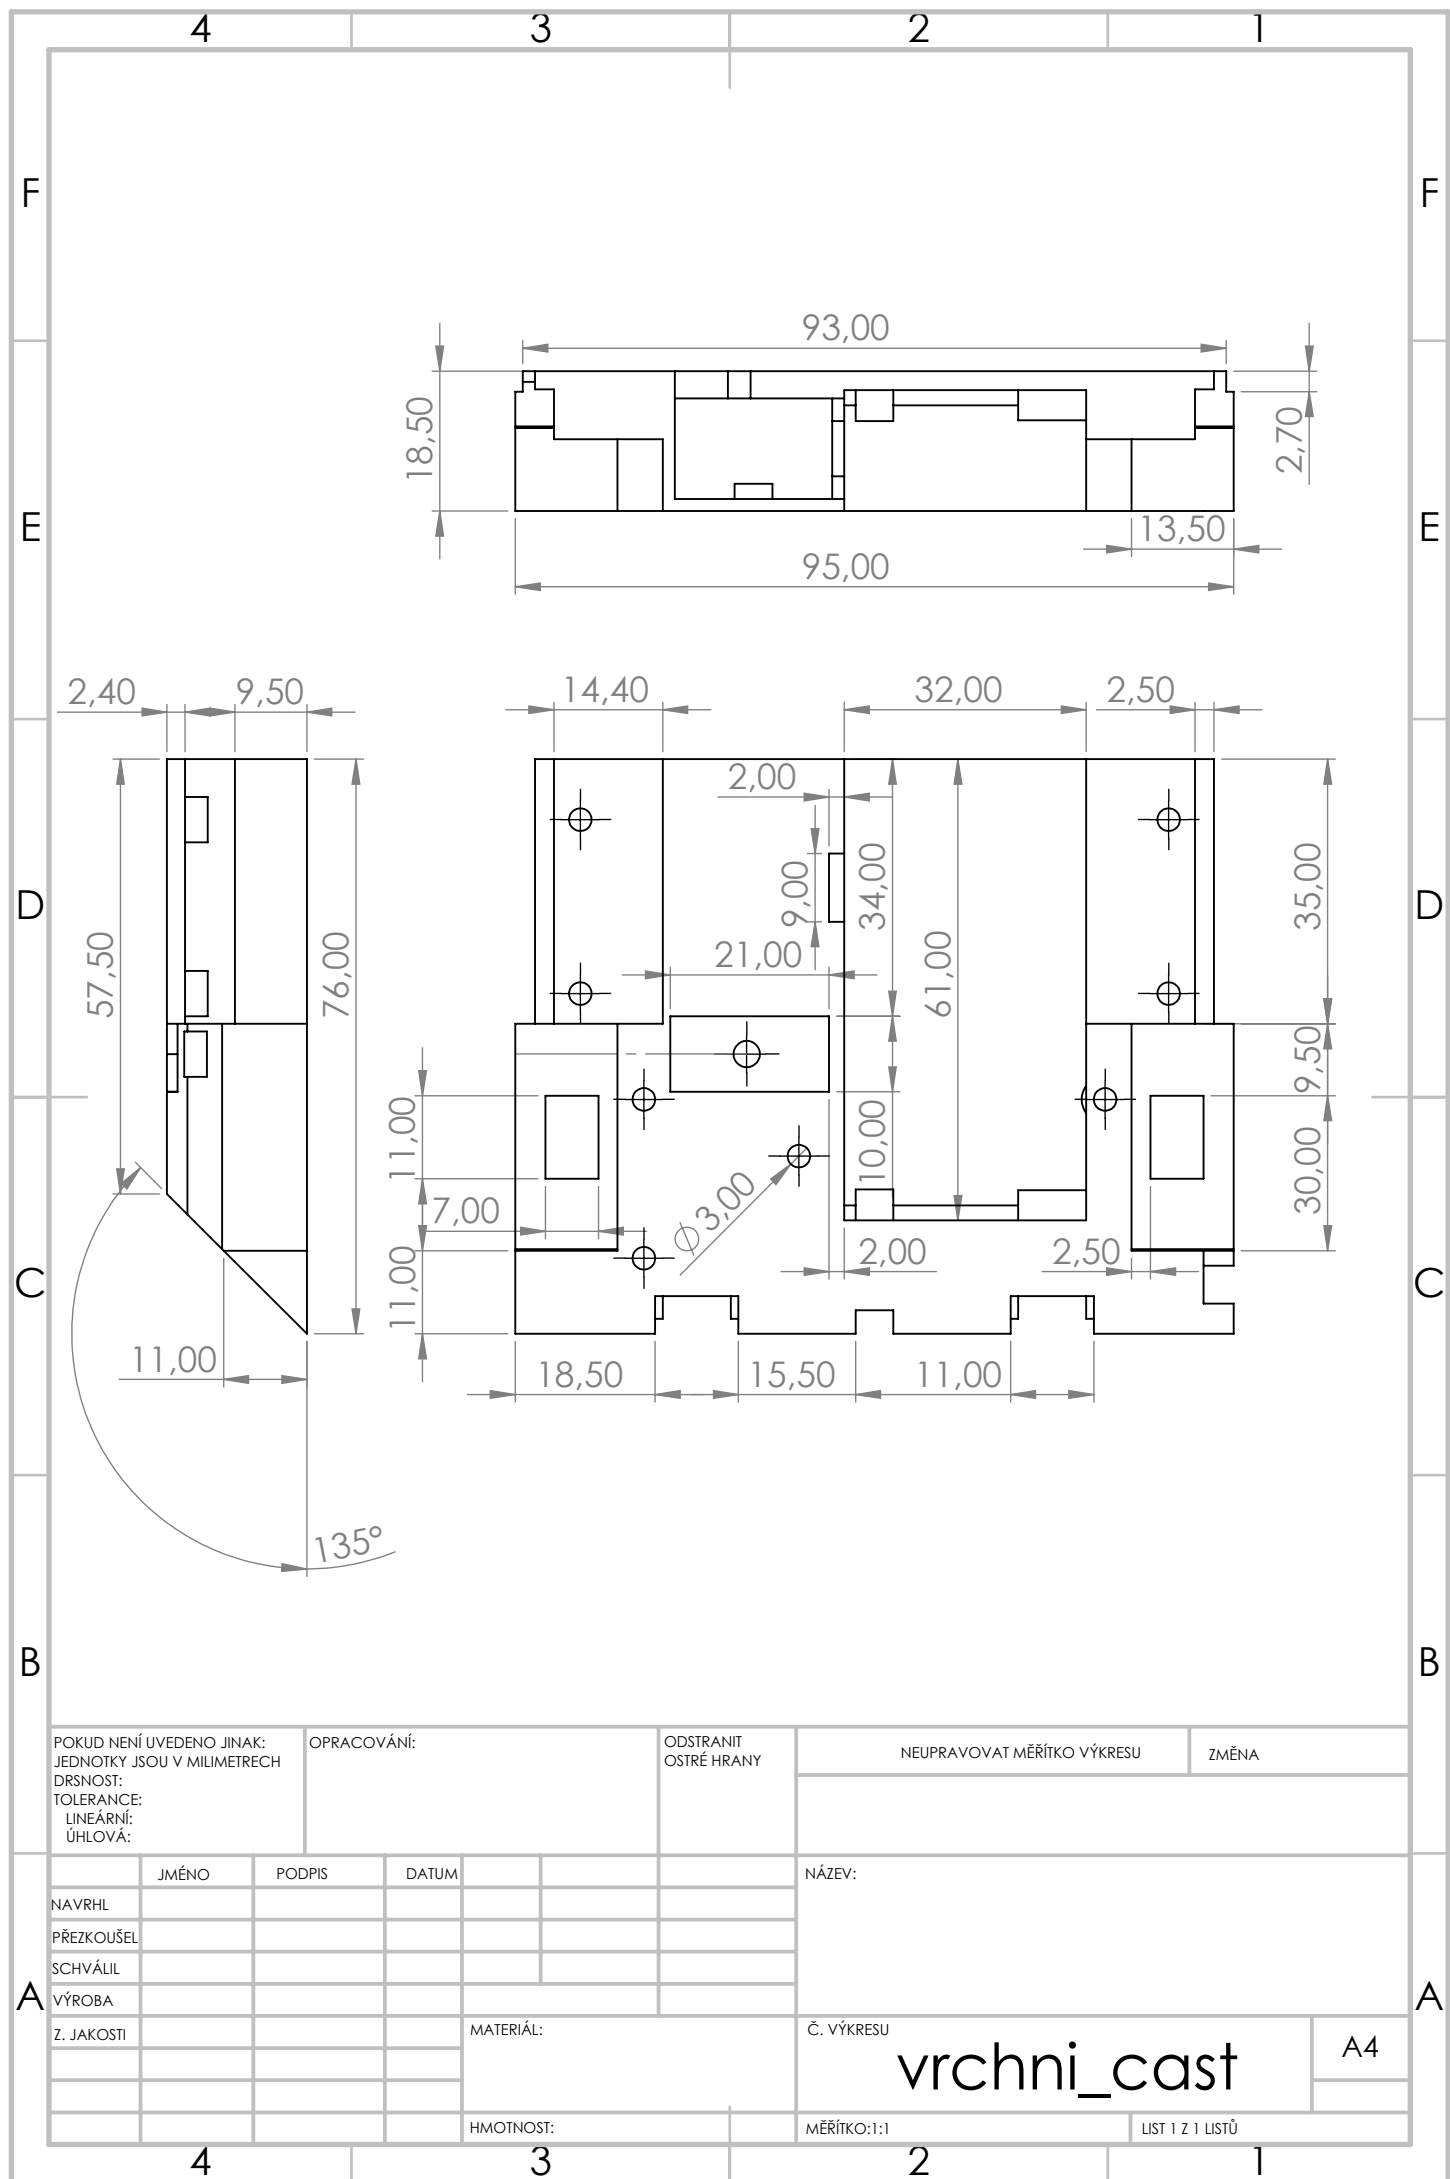 4 3 2 1
F F
93,00
18,50
2,70
E E
13,50
95,00
2,40 9,50 14,40 32,00 2,50
2,00
9,00
34,00
35,00
D D
21,00
57,50
76,00
61,00
9,50
11,00
10,00
30,00
7,00
⌀3,00
11,00
2,00
2,50
C C
11,00
18,50 15,50 11,00
135°
B B
POKUD NENÍ UVEDENO JINAK:
JEDNOTKY JSOU V MILIMETRECH
DRSNOST:
TOLERANCE:
LINEÁRNÍ:
ÚHLOVÁ:
OPRACOVÁNÍ:
ODSTRANIT
OSTRÉ HRANY
NEUPRAVOVAT MĚŘÍTKO VÝKRESU
ZMĚNA
JMÉNO PODPIS DATUM
NÁZEV:
NAVRHL
PŘEZKOUŠEL
SCHVÁLIL
A A
VÝROBA
Z. JAKOSTI
MATERIÁL:
Č. VÝKRESU
vrchni_cast
A4
HMOTNOST:
MĚŘÍTKO:1:1
LIST 1 Z 1 LISTŮ
4 3 2 1